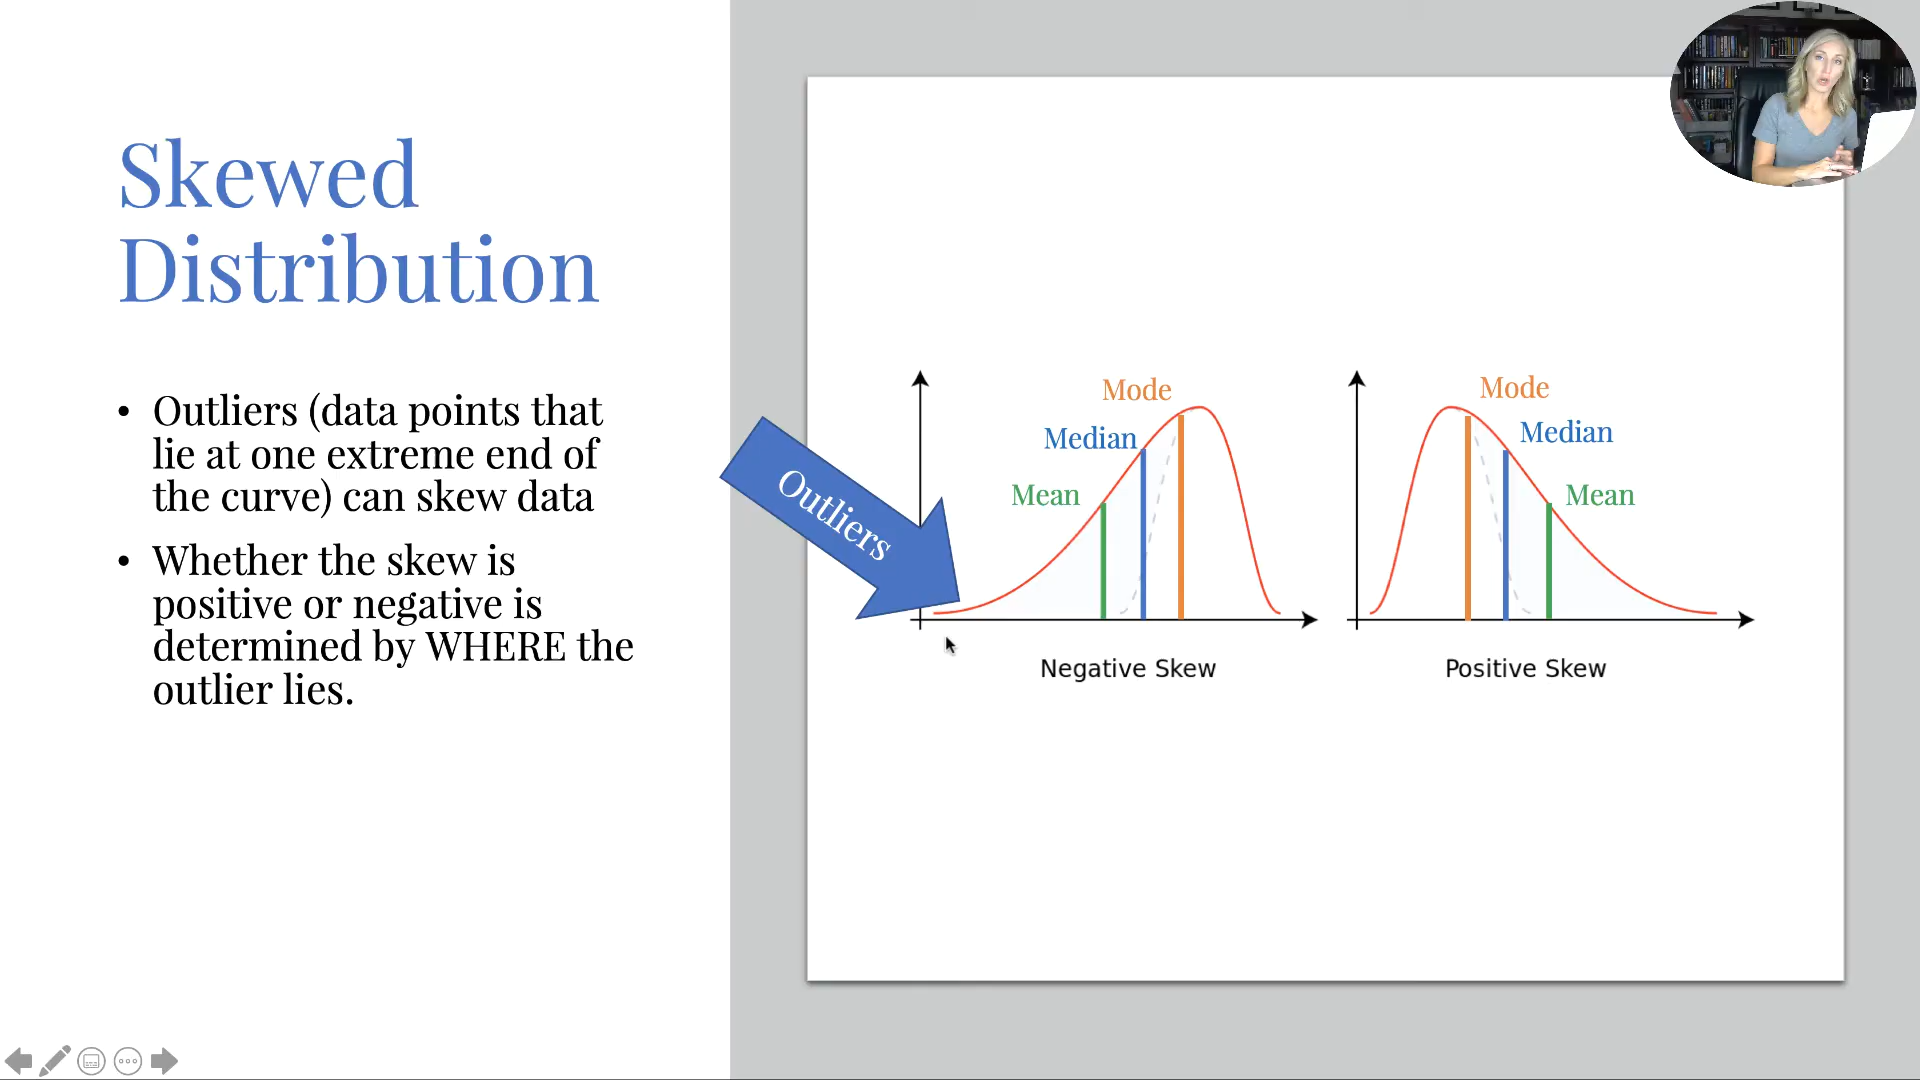 Skewed
Distribution
• Outliers (data points that
lie at one extreme end of
the curve) can skew data
• Whether the skew is
positive or negative is
determined by WHERE the
outlier lies.
Outliers
Mode
Median
Mean
Negative Skew
Mode
Median
Mean
Positive Skew